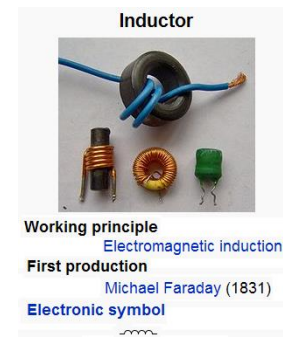 Inductor
Working principle
Electromagnetic induction
First production
Michael Faraday (1831)
Electronic symbol